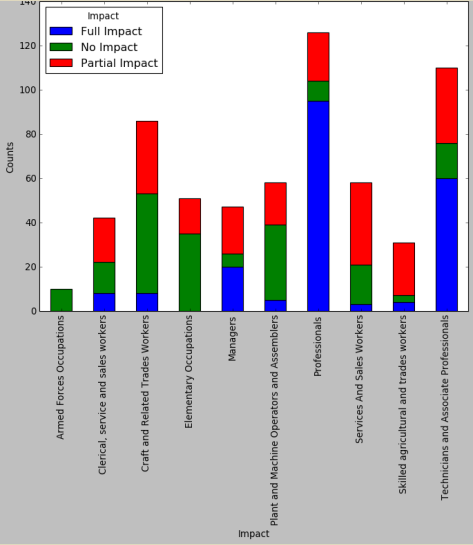 140
120
100
80
60
40
20
0
Counts
Impact
Full Impact
No Impact
Partial Impact
Armed Forces Occupations
Clerical, service and sales workers
Craft and Related Trades Workers
Elementary Occupations
Managers
Plant and Machine Operators and Assemblers
Professionals
Services And Sales Workers
Skilled agricultural and trades workers
Technicians and Associate Professionals
Impact